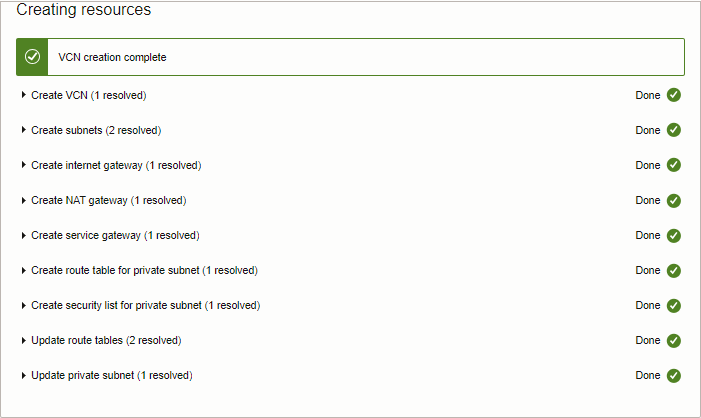 Creating resources
VCN creation complete
Create VCN (1 resolved) Done
Create subnets (2 resolved) Done
Create internet gateway (1 resolved) Done
Create NAT gateway (1 resolved) Done
Create service gateway (1 resolved) Done
Create route table for private subnet (1 resolved) Done
Create security list for private subnet (1 resolved) Done
Update route tables (2 resolved) Done
Update private subnet (1 resolved) Done